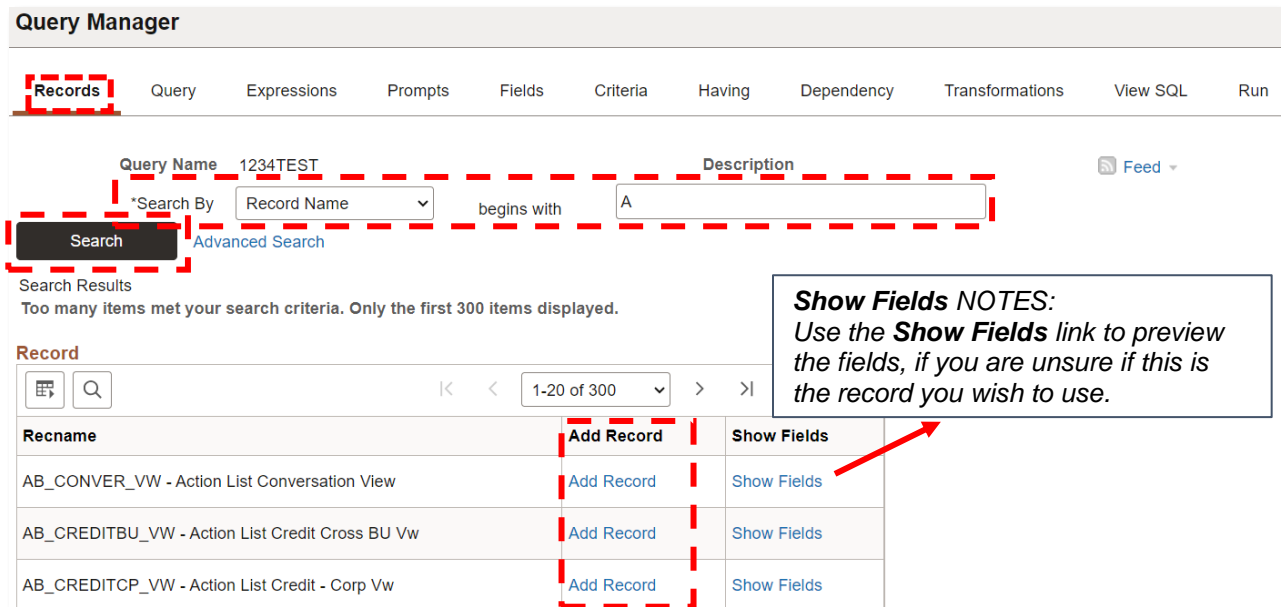 Query Manager
Records Query Expressions Prompts Fields Criteria Having Dependency Transformations View SQL Run
Query Name 1234TEST Description Feed
*Search By Record Name begins with A
Search Advanced Search
Search Results
Too many items met your search criteria. Only the first 300 items displayed.
Show Fields NOTES:
Use the Show Fields link to preview
the fields, if you are unsure if this is
the record you wish to use.
Record
1-20 of 300
Recname Add Record Show Fields
AB_CONVER_VW - Action List Conversation View Add Record Show Fields
AB_CREDITBU_VW - Action List Credit Cross BU Vw Add Record Show Fields
AB_CREDITCP_VW - Action List Credit - Corp Vw Add Record Show Fields